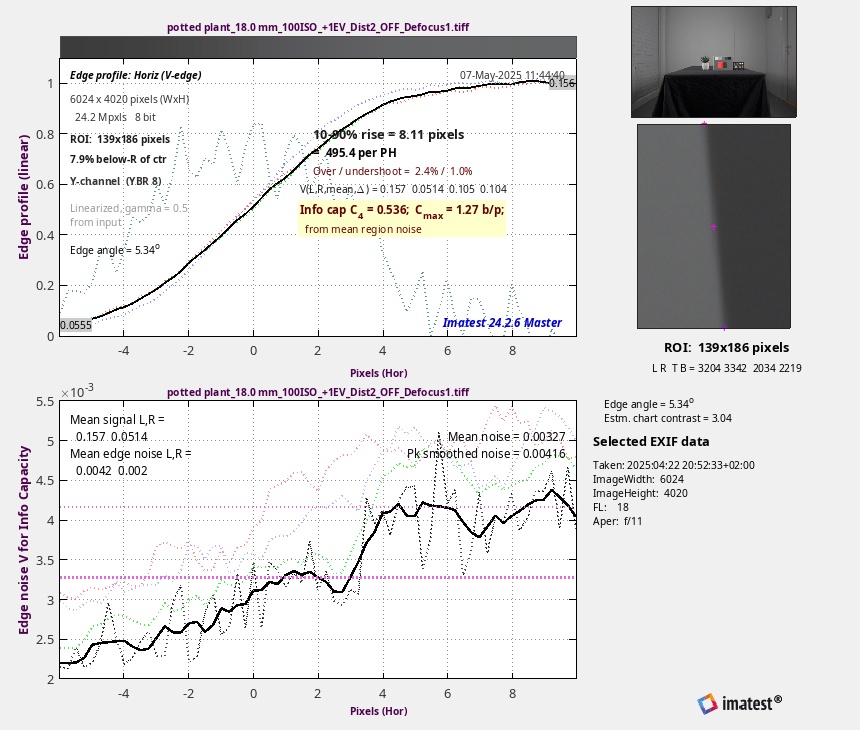 potted plant_18.0 mm_100ISO_+1EV_Dist2_OFF_Defocus1.tiff
Edge profile: Horiz (V-edge)
07-May-2025 11:44:40
0.156
6024 x 4020 pixels (WxH)
24.2 Mpxls 8 bit
ROI: 139x186 pixels
7.9% below-R of ctr
Y-channel (YBR 8)
Linearized, gamma = 0.5
from input
Edge angle = 5.34°
10-90% rise = 8.11 pixels
= 495.4 per PH
Over / undershoot = 2.4% / 1.0%
V(L,R,mean,Δ) = 0.157 0.0514 0.105 0.104
Info cap C4 = 0.536; Cmax = 1.27 b/p;
from mean region noise
0.0555
Imatest 24.2.6 Master
Edge profile (linear)
1
0.8
0.6
0.4
0.2
0
-4 -2 0 2 4 6 8
Pixels (Hor)
ROI: 139x186 pixels
L R T B = 3204 3342 2034 2219
potted plant_18.0 mm_100ISO_+1EV_Dist2_OFF_Defocus1.tiff
×10-3
Mean signal L,R =
0.157 0.0514
Mean edge noise L,R =
0.0042 0.002
Mean noise = 0.00327
Pk smoothed noise = 0.00416
Edge noise V for Info Capacity
5.5
5
4.5
4
3.5
3
2.5
2
-4 -2 0 2 4 6 8
Pixels (Hor)
Edge angle = 5.34°
Estm. chart contrast = 3.04
Selected EXIF data
Taken: 2025:04:22 20:52:33+02:00
ImageWidth: 6024
ImageHeight: 4020
FL: 18
Aper: f/11
imatest®